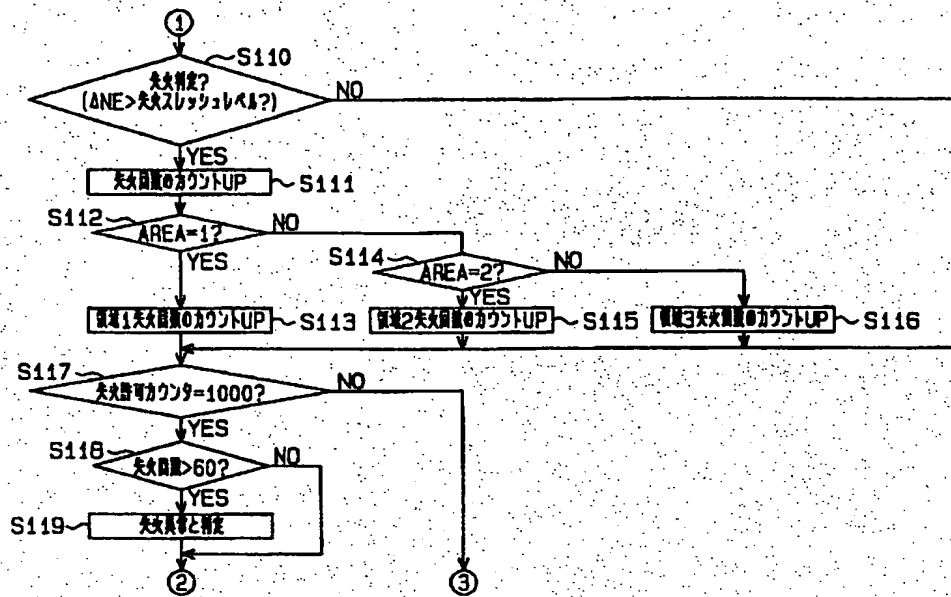 ①
S110
失火判定?
(ΔNE>失火スレッシュレベル?)
NO
YES
失火回数のカウントUP
S111
S112
AREA=1?
NO
YES
S114
AREA=2?
NO
YES
領域1失火回数のカウントUP
S113
領域2失火回数のカウントUP
S115
領域3失火回数のカウントUP
S116
S117
失火許可カウンタ=1000?
NO
YES
S118
失火回数>60?
NO
YES
S119
失火異常と判定
②
③